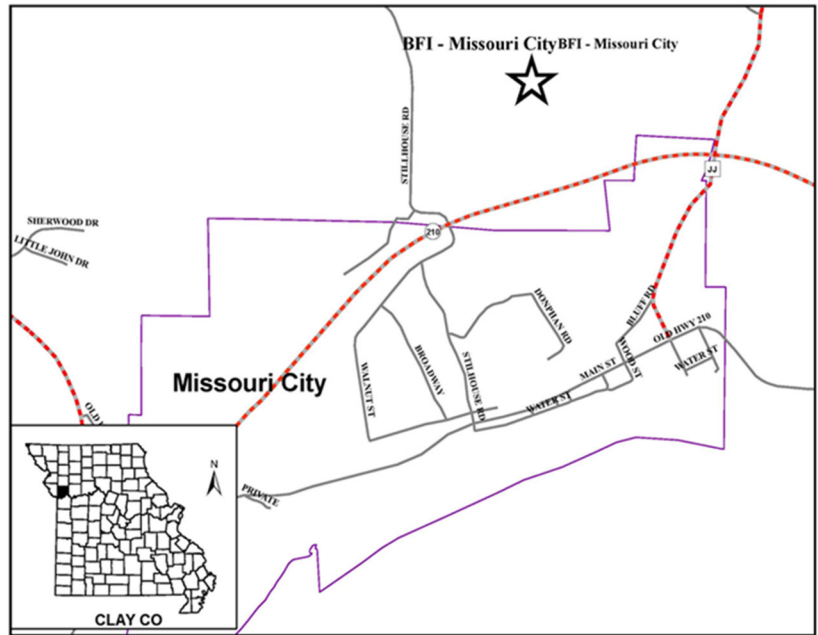 BFI - Missouri City BFI - Missouri City
STILLHOUSE RD
JJ
SHERWOOD DR
LITTLE JOHN DR
210
DONPHAN RD
BLUFF RD
OLD HWY 210
WOOD ST
WATER ST
MAIN ST
WATER ST
WALNUT ST
BROADWAY
STILLHOUSE RD
Missouri City
OLD
PRIVATE
N
CLAY CO